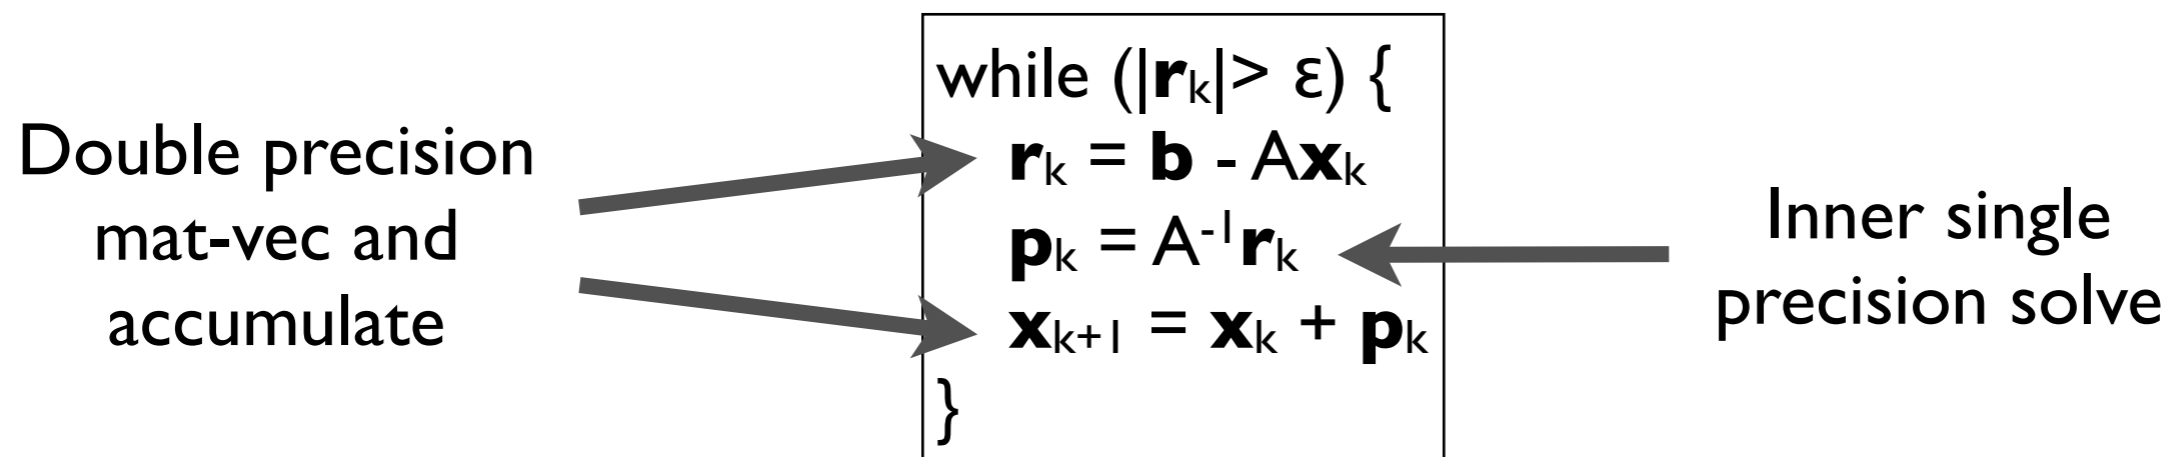 Double precision
mat-vec and
accumulate
while (|rₖ|> ε) {
rₖ = b - Axₖ
pₖ = A⁻¹rₖ
xₖ₊₁ = xₖ + pₖ
}
Inner single
precision solve